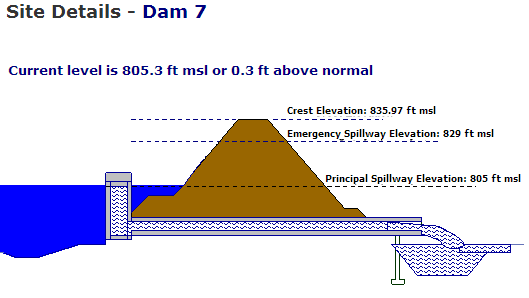 Site Details - Dam 7
Current level is 805.3 ft msl or 0.3 ft above normal
Crest Elevation: 835.97 ft msl
Emergency Spillway Elevation: 829 ft msl
Principal Spillway Elevation: 805 ft msl